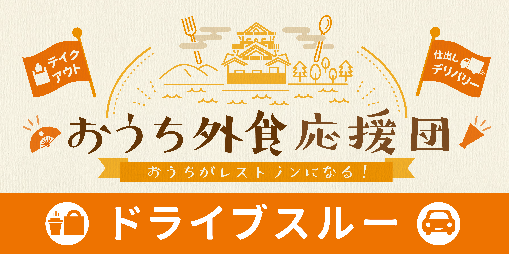 テイク
アウト
仕出し
デリバリー
おうち外食応援団
おうちがレストランになる！
ドライブスルー